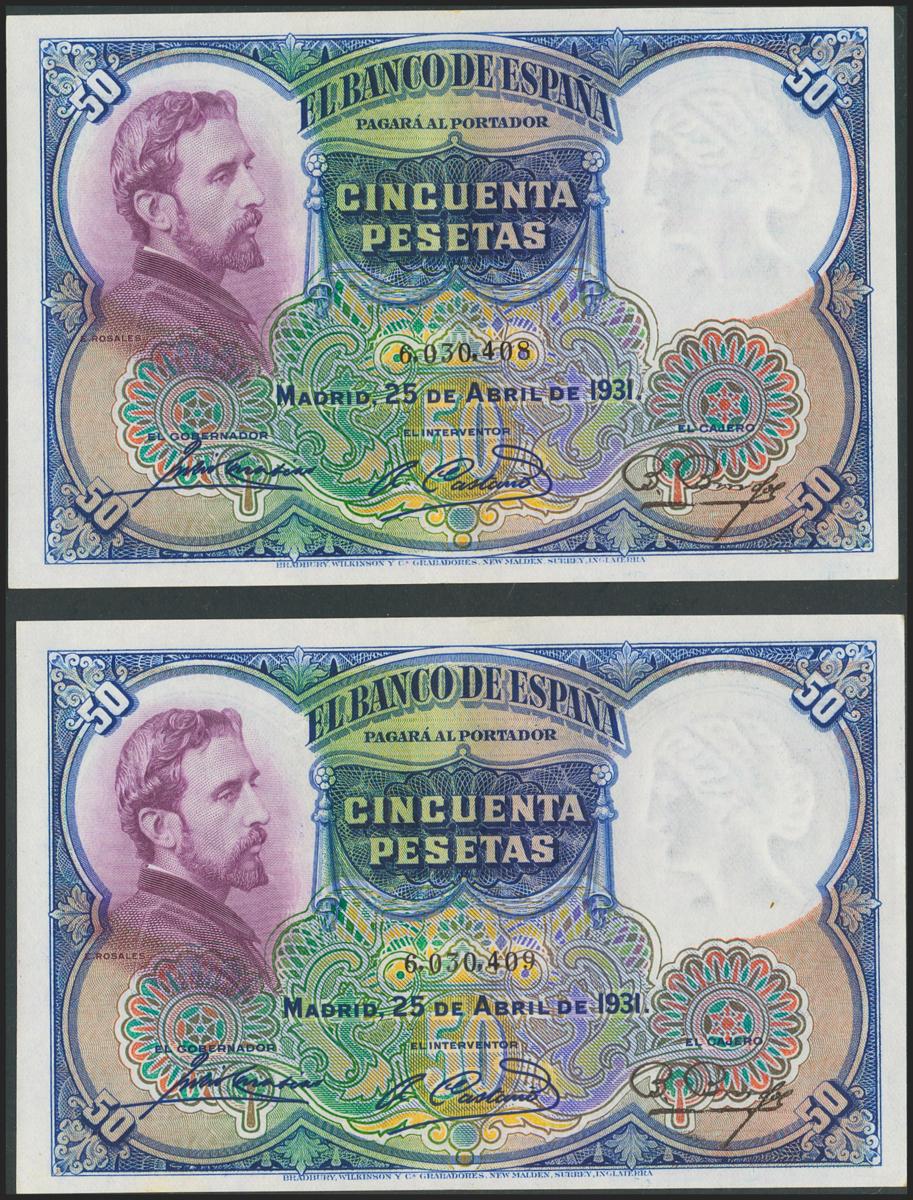 50 50
EL BANCO DE ESPAÑA
PAGARÁ AL PORTADOR
CINCUENTA
PESETAS
E. ROSALES
6,030,408
MADRID, 25 DE ABRIL DE 1931.
EL GOBERNADOR EL INTERVENTOR EL CAJERO
50 50 50
BRADBURY, WILKINSON Y Cª. GRABADORES, NEW MALDEN, SURREY, INGLATERRA
50 50
EL BANCO DE ESPAÑA
PAGARÁ AL PORTADOR
CINCUENTA
PESETAS
E. ROSALES
6,030,409
MADRID, 25 DE ABRIL DE 1931.
EL GOBERNADOR EL INTERVENTOR EL CAJERO
50 50 50
BRADBURY, WILKINSON Y Cª. GRABADORES, NEW MALDEN, SURREY, INGLATERRA